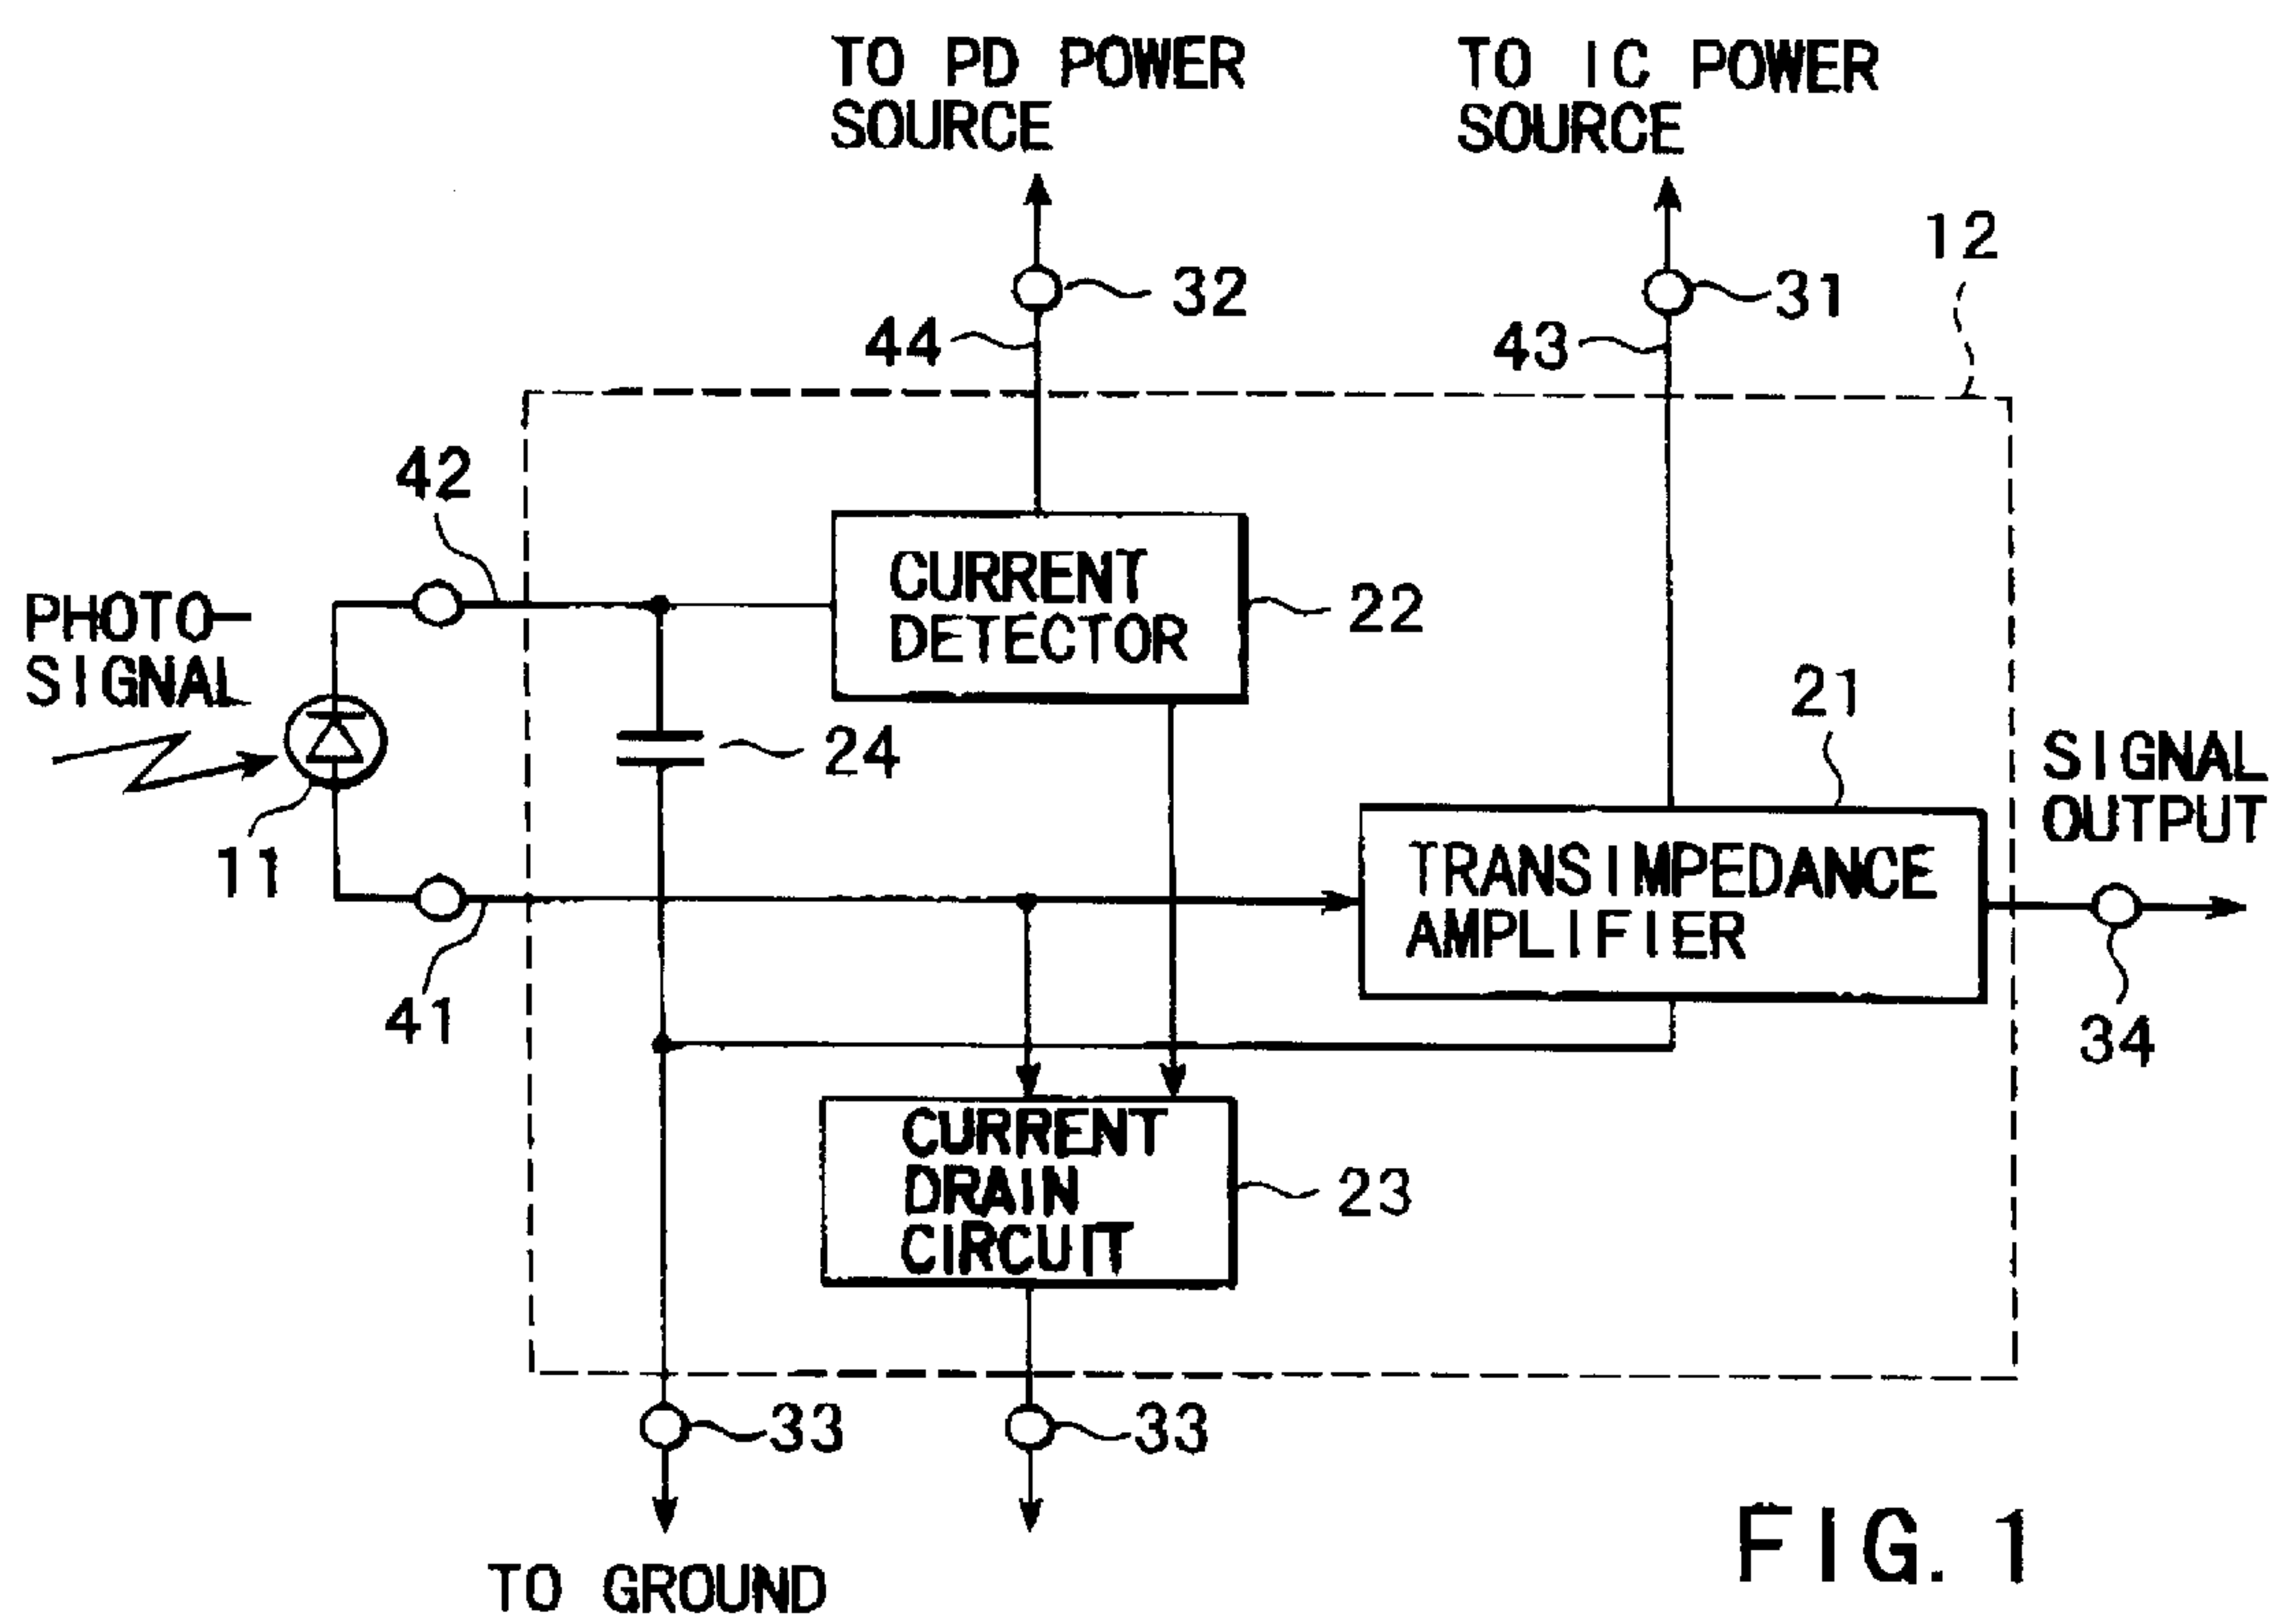 TO PD POWER
SOURCE
TO IC POWER
SOURCE
12
32
31
44
43
42
CURRENT
DETECTOR
22
PHOTO-
SIGNAL
24
21
SIGNAL
OUTPUT
11
TRANSIMPEDANCE
AMPLIFIER
41
34
CURRENT
DRAIN
CIRCUIT
23
33
33
TO GROUND
FIG. 1